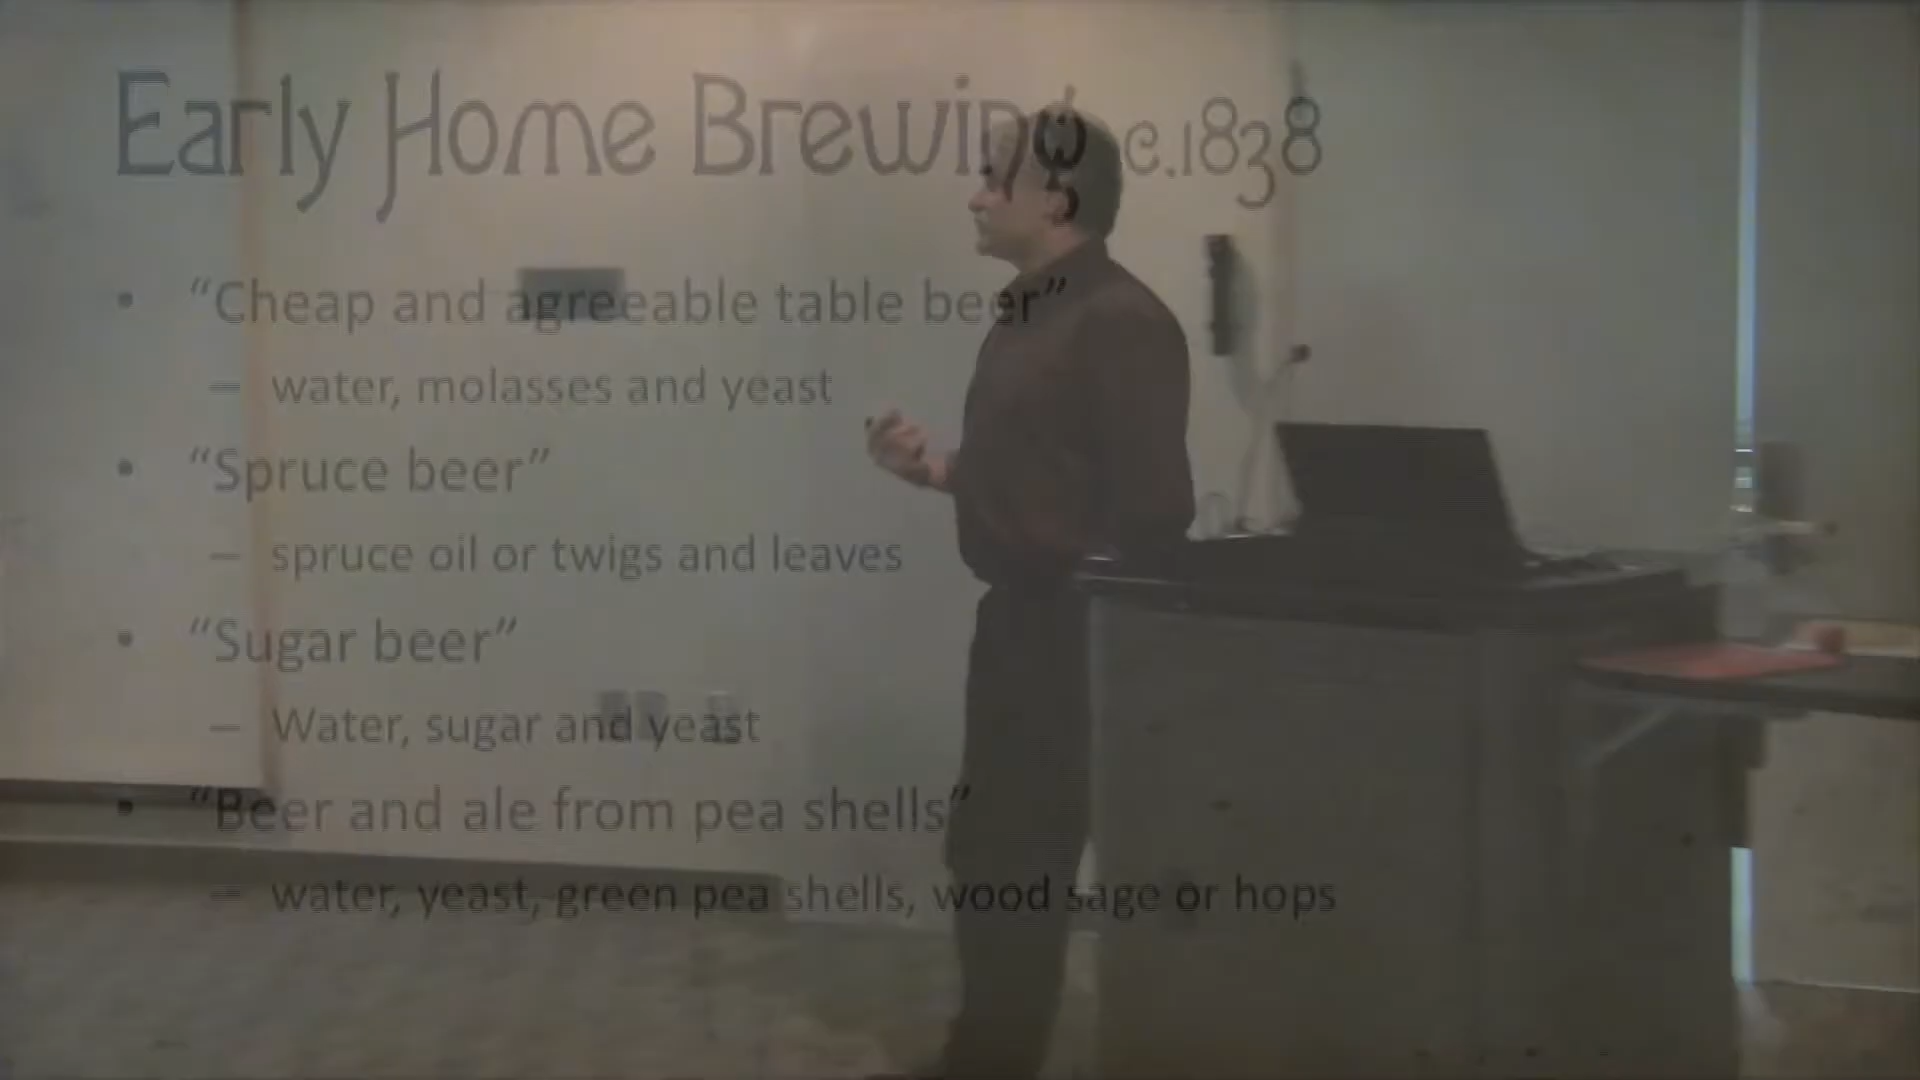 Early Home Brewing c.1838
• “Cheap and agreeable table beer”
– water, molasses and yeast
• “Spruce beer”
– spruce oil or twigs and leaves
• “Sugar beer”
– Water, sugar and yeast
• “Beer and ale from pea shells”
– water, yeast, green pea shells, wood sage or hops